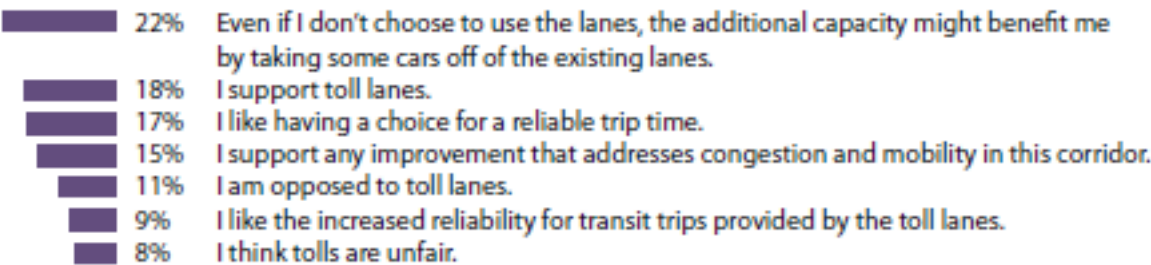 22% Even if I don't choose to use the lanes, the additional capacity might benefit me
by taking some cars off of the existing lanes.
18% I support toll lanes.
17% I like having a choice for a reliable trip time.
15% I support any improvement that addresses congestion and mobility in this corridor.
11% I am opposed to toll lanes.
9% I like the increased reliability for transit trips provided by the toll lanes.
8% I think tolls are unfair.